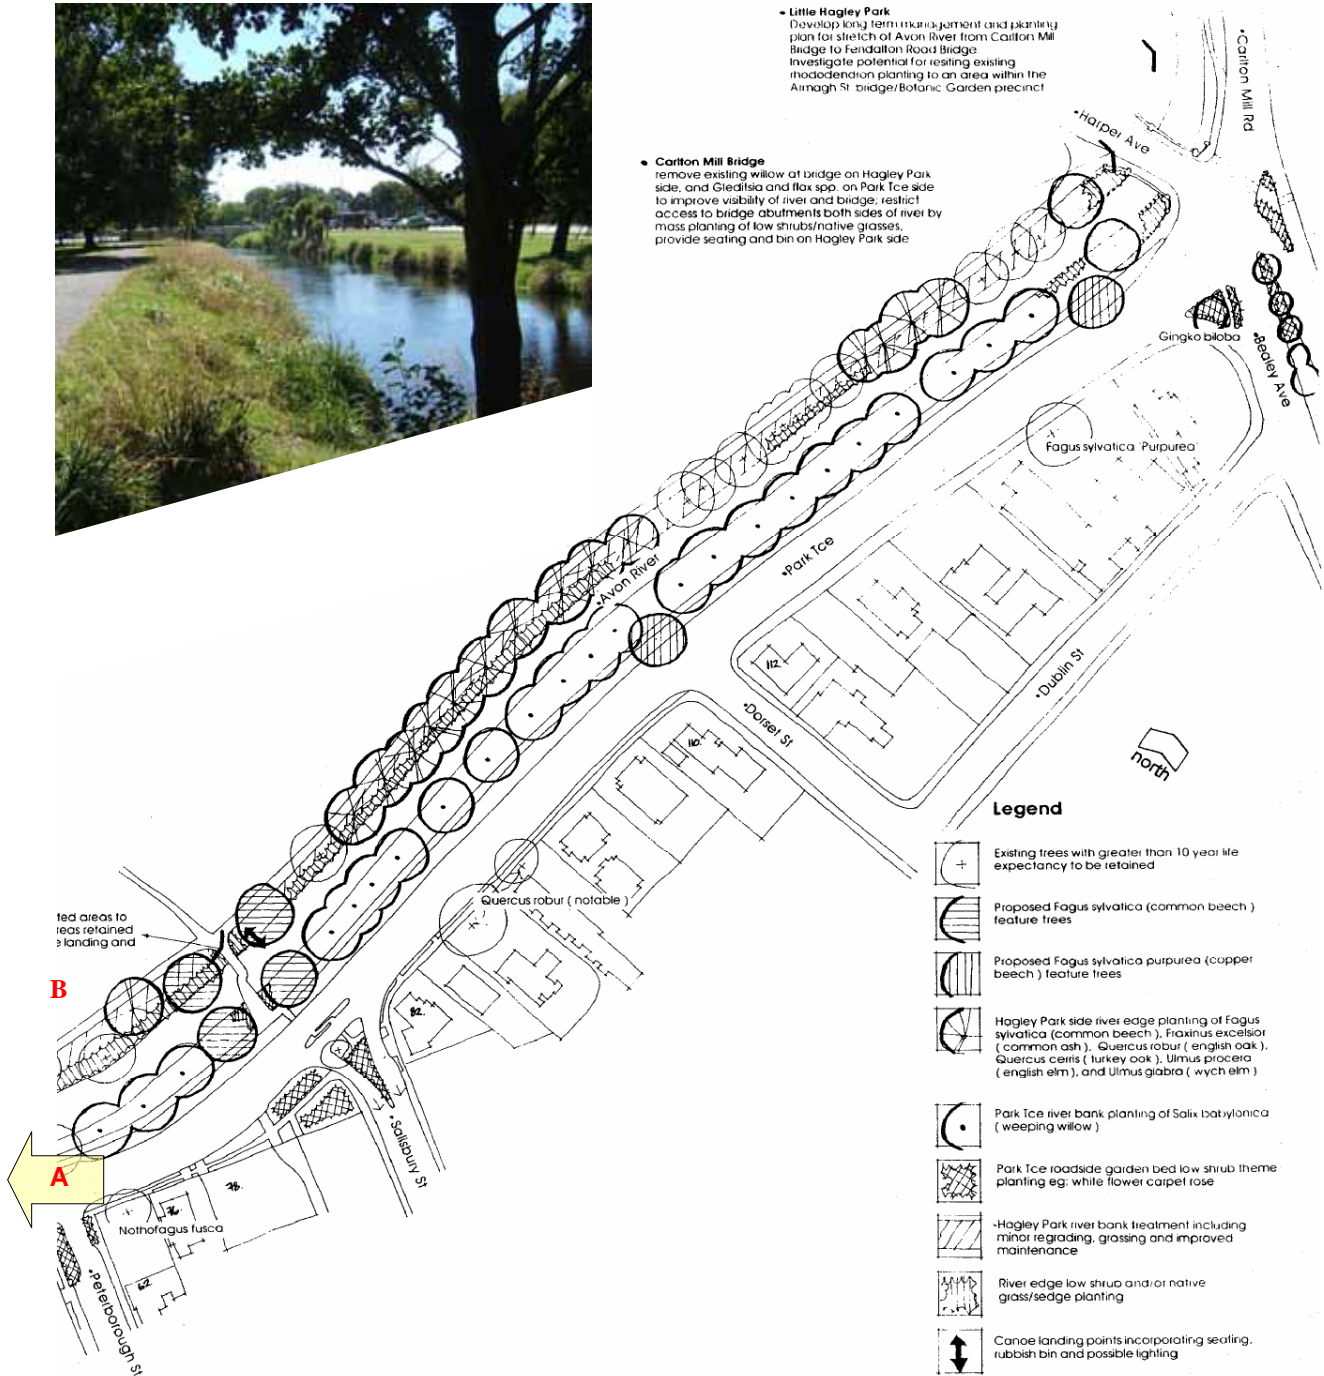 • Little Hagley Park
Develop long term management and planting
plan for stretch of Avon River from Carlton Mill
Bridge to Fendalton Road Bridge
Investigate potential for resiting existing
rhododendron planting to an area within the
Armagh St. bridge/Botanic Garden precinct
• Carlton Mill Rd
• Harper Ave
• Carlton Mill Bridge
remove existing willow at bridge on Hagley Park
side, and Gleditsia and flax spp. on Park Tce side
to improve visibility of river and bridge; restrict
access to bridge abutments both sides of river by
mass planting of low shrubs/native grasses,
provide seating and bin on Hagley Park side
Gingko biloba
• Bealey Ave
Fagus sylvatica 'Purpurea'
• Park Tce
• Avon River
112.
• Dublin St
• Dorset St
110.
north
Quercus robur ( notable )
ted areas to
reas retained
e landing and
B
82.
• Salisbury St
A
78.
76.
Nothofagus fusca
62
• Peterborough St
Legend
Existing trees with greater than 10 year life
expectancy to be retained
Proposed Fagus sylvatica (common beech )
feature trees
Proposed Fagus sylvatica purpurea (copper
beech ) feature trees
Hagley Park side river edge planting of Fagus
sylvatica (common beech ), Fraxinus excelsior
( common ash ), Quercus robur ( english oak ),
Quercus cerris ( turkey oak ), Ulmus procera
( english elm ), and Ulmus glabra ( wych elm )
Park Tce river bank planting of Salix babylonica
( weeping willow )
Park Tce roadside garden bed low shrub theme
planting eg: white flower carpet rose
Hagley Park river bank treatment including
minor regrading, grassing and improved
maintenance
River edge low shrub and/or native
grass/sedge planting
Canoe landing points incorporating seating,
rubbish bin and possible lighting